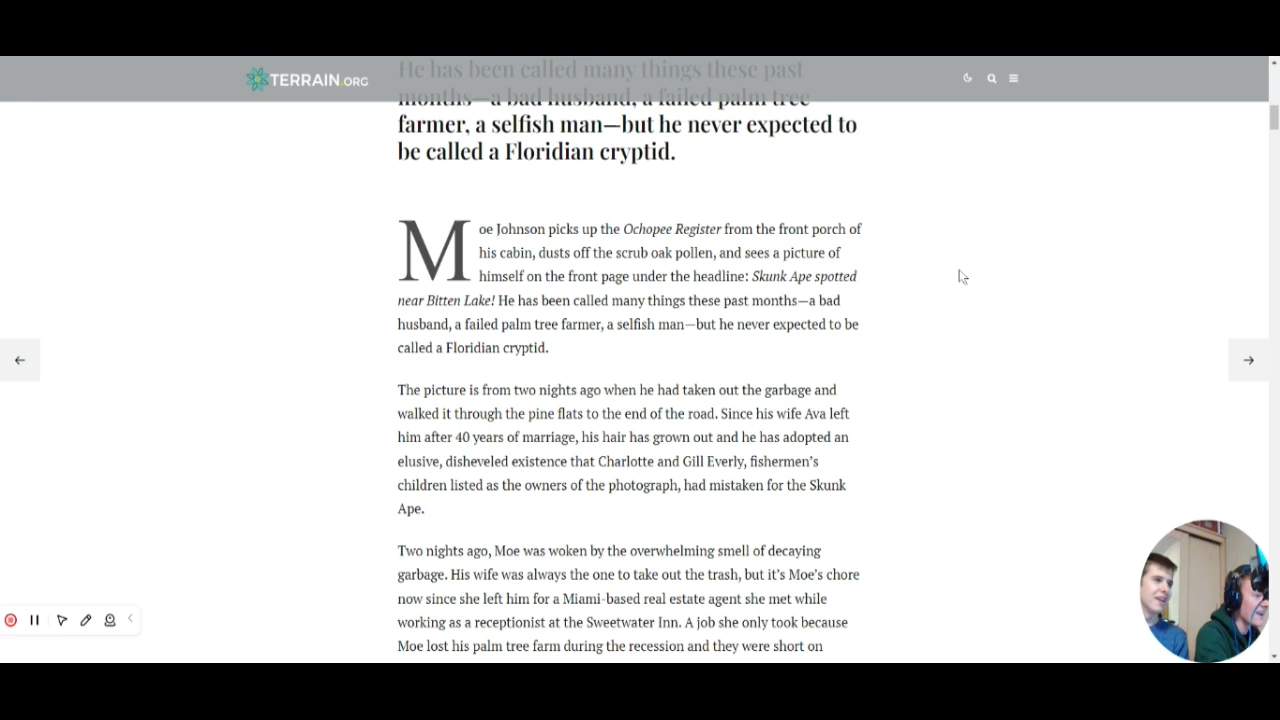 TERRAIN.ORG
He has been called many things these past
months—a bad husband, a failed palm tree
farmer, a selfish man—but he never expected to
be called a Floridian cryptid.
Moe Johnson picks up the Ochopee Register from the front porch of
his cabin, dusts off the scrub oak pollen, and sees a picture of
himself on the front page under the headline: Skunk Ape spotted
near Bitten Lake! He has been called many things these past months—a bad
husband, a failed palm tree farmer, a selfish man—but he never expected to be
called a Floridian cryptid.
The picture is from two nights ago when he had taken out the garbage and
walked it through the pine flats to the end of the road. Since his wife Ava left
him after 40 years of marriage, his hair has grown out and he has adopted an
elusive, disheveled existence that Charlotte and Gill Everly, fishermen's
children listed as the owners of the photograph, had mistaken for the Skunk
Ape.
Two nights ago, Moe was woken by the overwhelming smell of decaying
garbage. His wife was always the one to take out the trash, but it's Moe's chore
now since she left him for a Miami-based real estate agent she met while
working as a receptionist at the Sweetwater Inn. A job she only took because
Moe lost his palm tree farm during the recession and they were short on